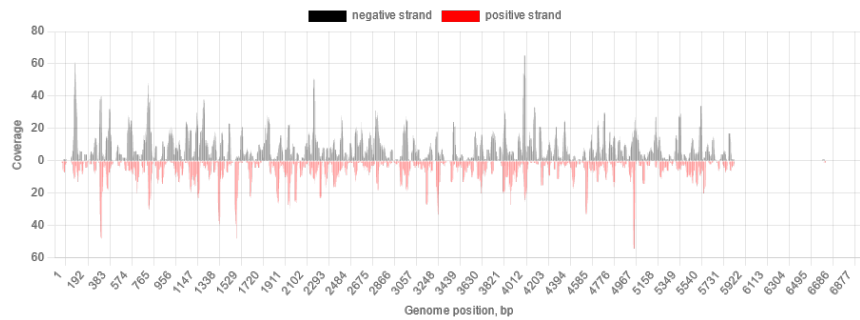 negative strand positive strand
80
60
40
20
0
20
40
60
Coverage
1 192 383 574 765 956 1147 1338 1529 1720 1911 2102 2293 2484 2675 2866 3057 3248 3439 3630 3821 4012 4203 4394 4585 4776 4967 5158 5349 5540 5731 5922 6113 6304 6495 6686 6877
Genome position, bp